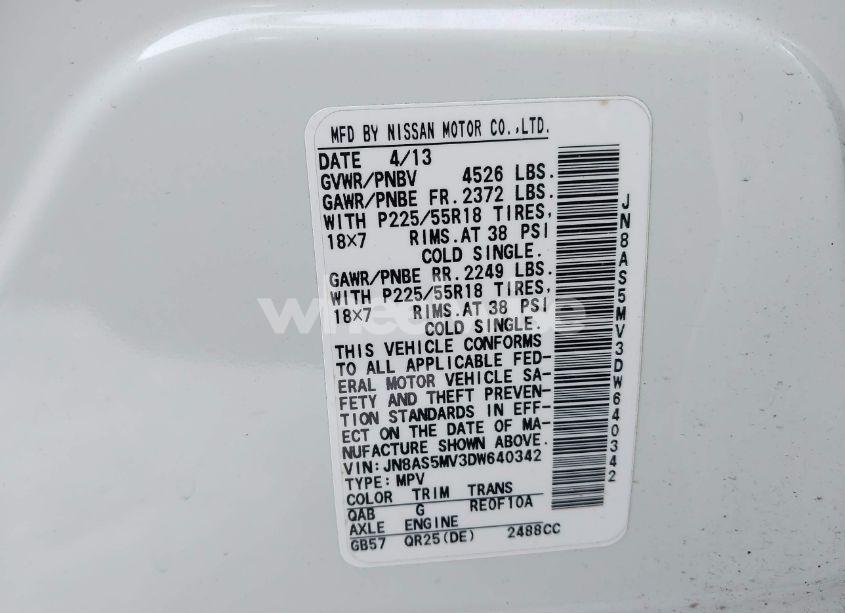 MFD BY NISSAN MOTOR CO.,LTD.
DATE 4/13
GVWR/PNBV 4526 LBS.
GAWR/PNBE FR.2372 LBS.
WITH P225/55R18 TIRES,
18×7 RIMS.AT 38 PSI
COLD SINGLE.
GAWR/PNBE RR.2249 LBS.
WITH P225/55R18 TIRES,
18×7 RIMS.AT 38 PSI
COLD SINGLE.
THIS VEHICLE CONFORMS
TO ALL APPLICABLE FED-
ERAL MOTOR VEHICLE SA-
FETY AND THEFT PREVEN-
TION STANDARDS IN EFF-
ECT ON THE DATE OF MA-
NUFACTURE SHOWN ABOVE.
VIN:JN8AS5MV3DW640342
TYPE:MPV
COLOR TRIM TRANS
QAB G RE0F10A
AXLE ENGINE
GB57 QR25(DE) 2488CC
JN8AS5MV3DW640342